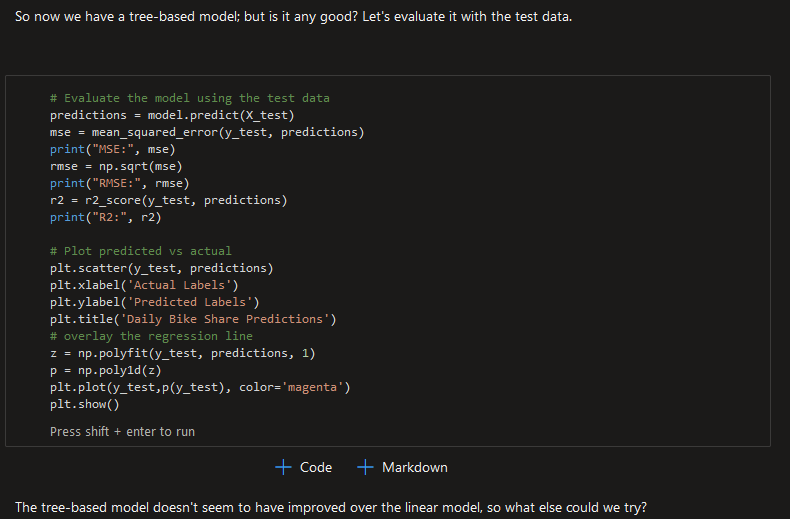 So now we have a tree-based model; but is it any good? Let's evaluate it with the test data.
# Evaluate the model using the test data
predictions = model.predict(X_test)
mse = mean_squared_error(y_test, predictions)
print("MSE:", mse)
rmse = np.sqrt(mse)
print("RMSE:", rmse)
r2 = r2_score(y_test, predictions)
print("R2:", r2)
# Plot predicted vs actual
plt.scatter(y_test, predictions)
plt.xlabel('Actual Labels')
plt.ylabel('Predicted Labels')
plt.title('Daily Bike Share Predictions')
# overlay the regression line
z = np.polyfit(y_test, predictions, 1)
p = np.poly1d(z)
plt.plot(y_test,p(y_test), color='magenta')
plt.show()
Press shift + enter to run
+ Code + Markdown
The tree-based model doesn't seem to have improved over the linear model, so what else could we try?